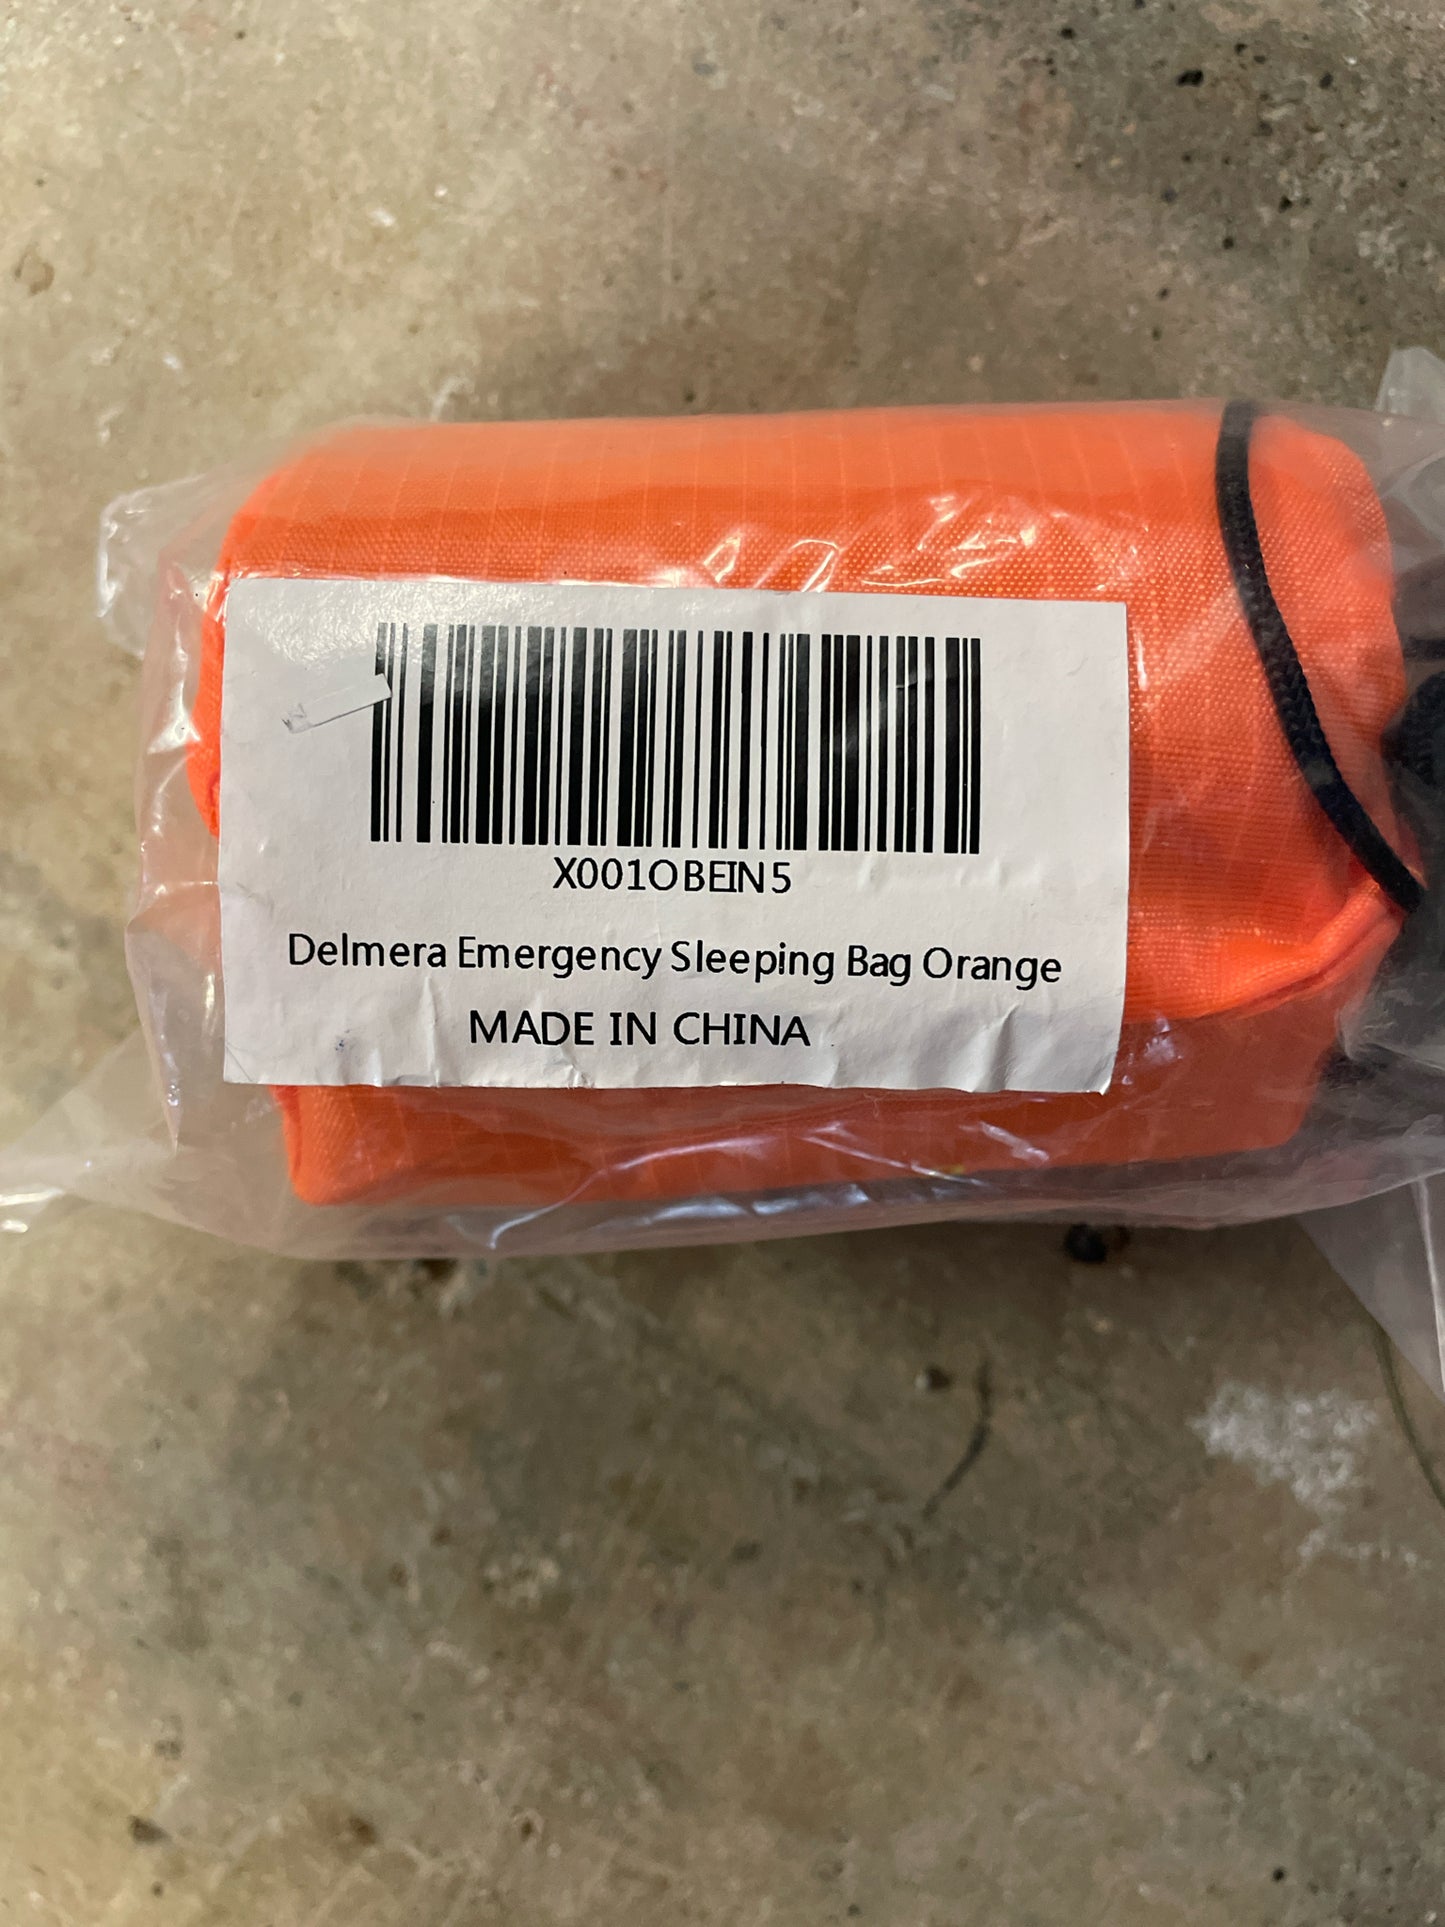 X001OBEIN5
Delmera Emergency Sleeping Bag Orange
MADE IN CHINA